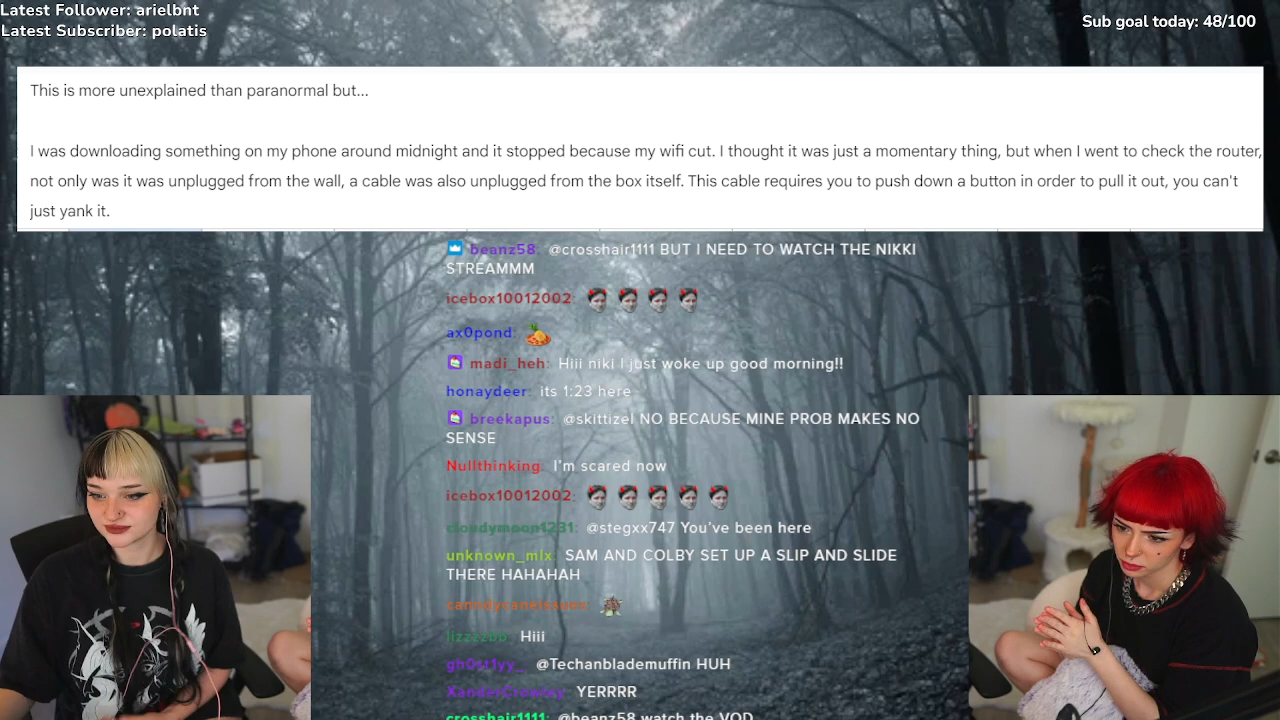 Latest Follower: arielbnt
Latest Subscriber: polatis
Sub goal today: 48/100
This is more unexplained than paranormal but...
I was downloading something on my phone around midnight and it stopped because my wifi cut. I thought it was just a momentary thing, but when I went to check the router,
not only was it was unplugged from the wall, a cable was also unplugged from the box itself. This cable requires you to push down a button in order to pull it out, you can't
just yank it.
beanz58: @crosshair1111 BUT I NEED TO WATCH THE NIKKI
STREAMMM
icebox10012002:
ax0pond:
madi_heh: Hiii niki I just woke up good morning!!
honaydeer: its 1:23 here
breekapus: @skittizel NO BECAUSE MINE PROB MAKES NO
SENSE
Nullthinking: I'm scared now
icebox10012002:
cloudymoon1231: @stegxx747 You've been here
unknown_mlx: SAM AND COLBY SET UP A SLIP AND SLIDE
THERE HAHAHAH
Hiii
gh0st1yy_: @Techanblademuffin HUH
YERRRR
crosshair1111: @beanz58 watch the VOD